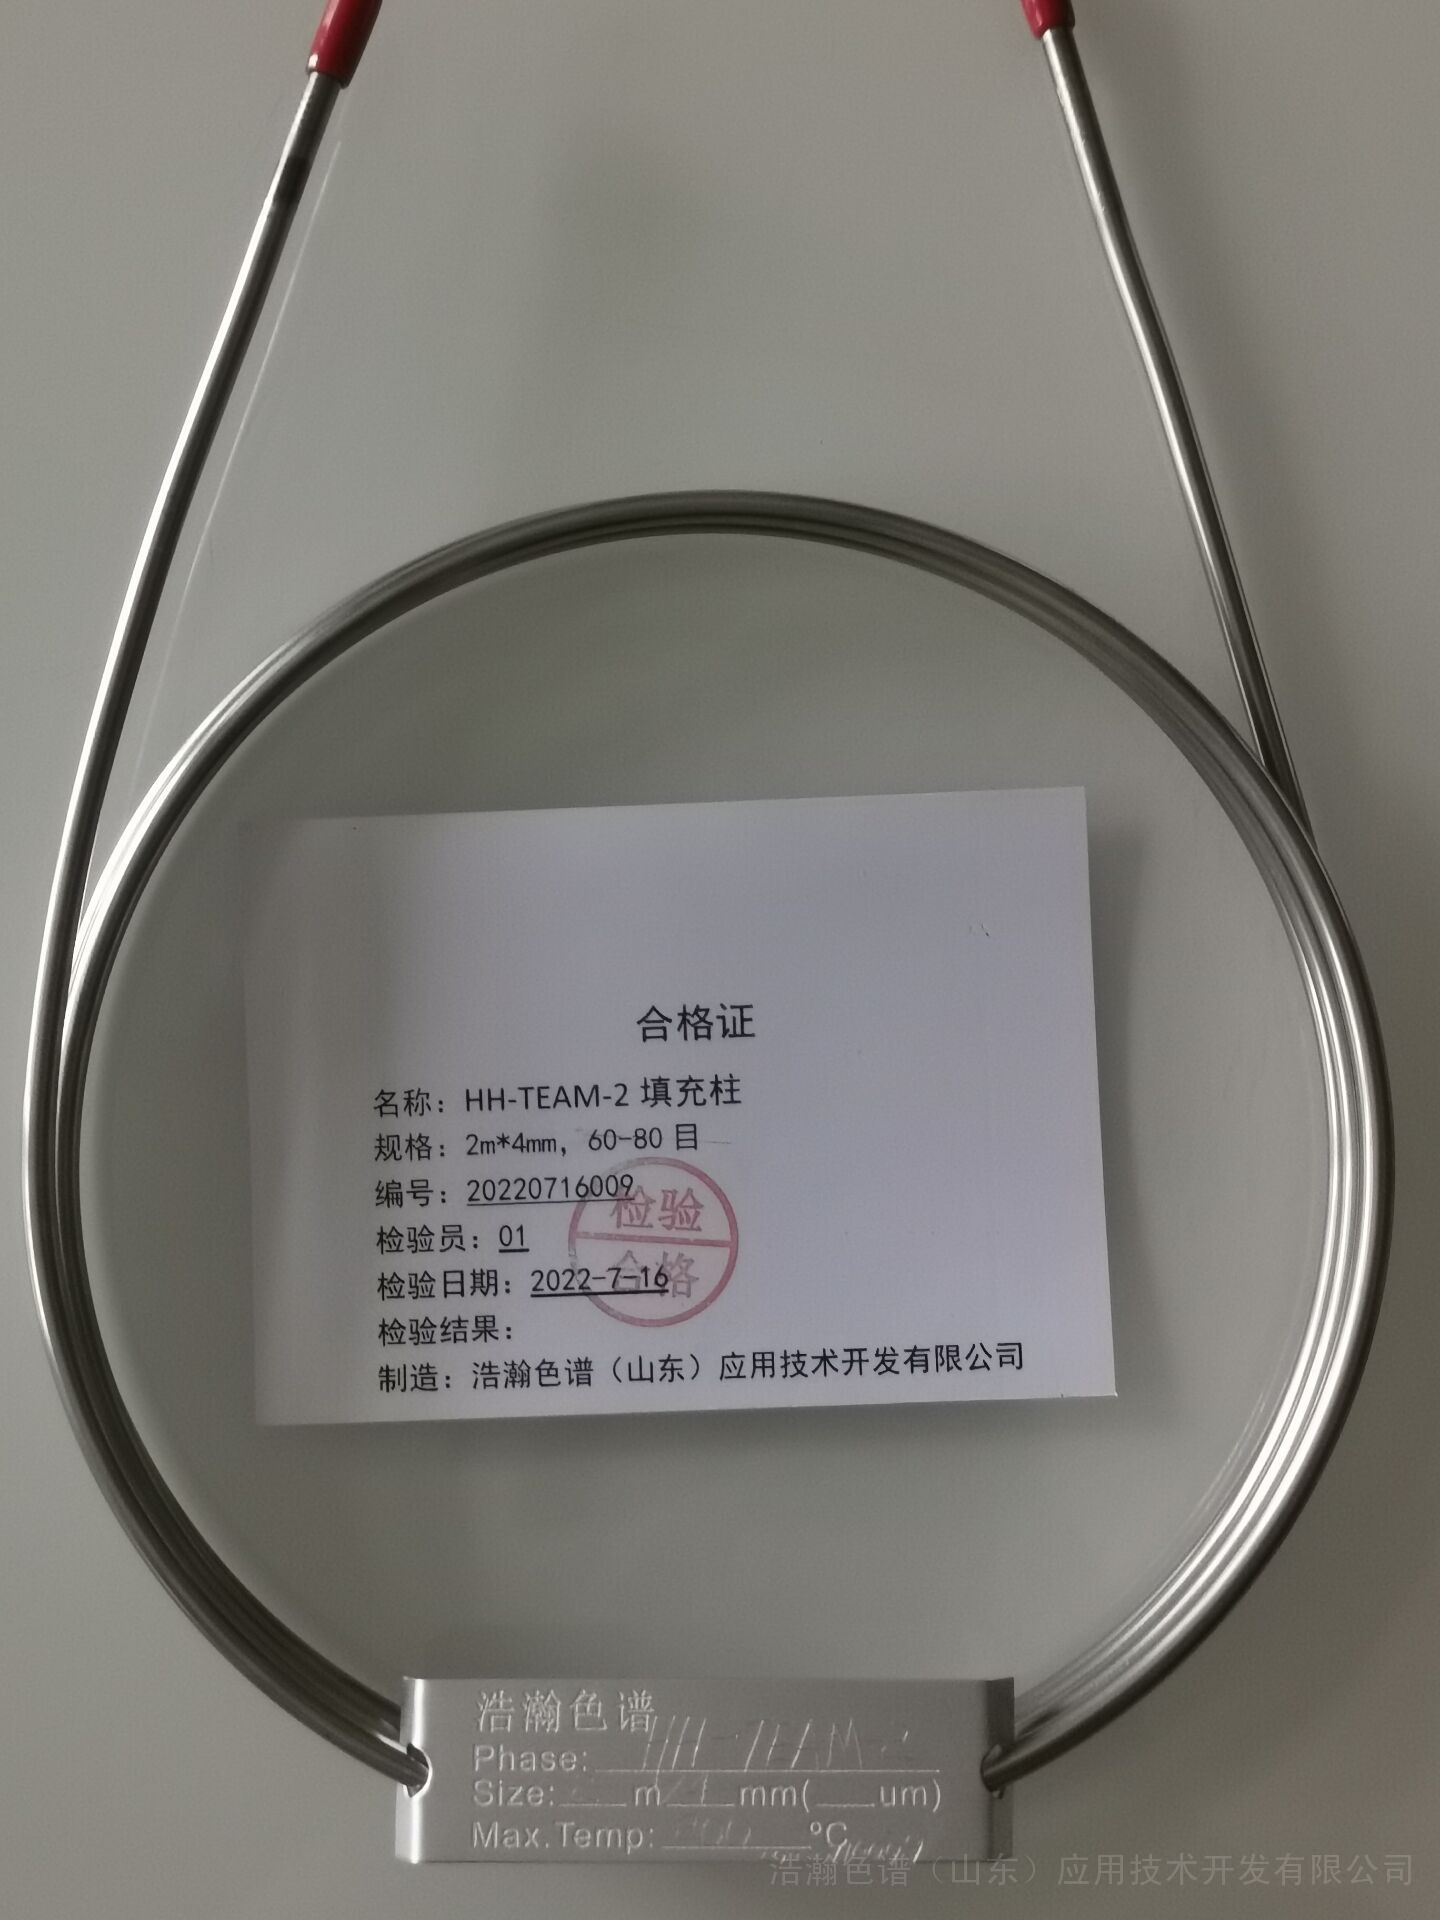 合格证
名称：HH-TEAM-2 填充柱
规格：2m*4mm，60-80 目
编号：20220716009
检验员：01
检验日期：2022-7-16
检验结果：
制造：浩瀚色谱（山东）应用技术开发有限公司
检验
合格
浩瀚色谱
Phase: HH-TEAM-2
Size: m mm( um)
Max.Temp: ºC
浩瀚色谱（山东）应用技术开发有限公司